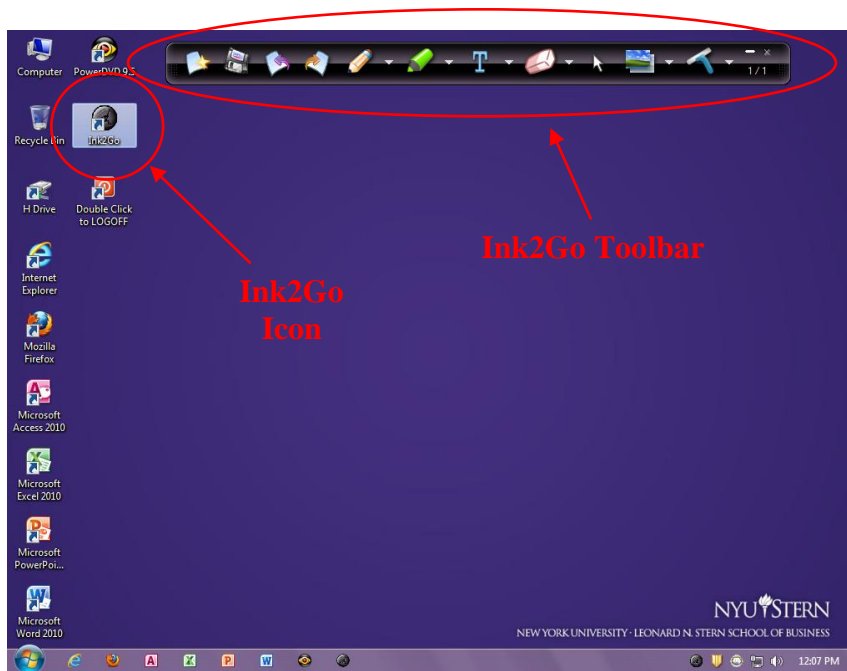 Computer
PowerDVD 9.5
T
1/1
Recycle Bin
Ink2Go
H Drive
Double Click
to LOGOFF
Ink2Go Toolbar
Internet
Explorer
Ink2Go
Icon
Mozilla
Firefox
Microsoft
Access 2010
Microsoft
Excel 2010
Microsoft
PowerPoi...
Microsoft
Word 2010
NYU STERN
NEW YORK UNIVERSITY · LEONARD N. STERN SCHOOL OF BUSINESS
12:07 PM